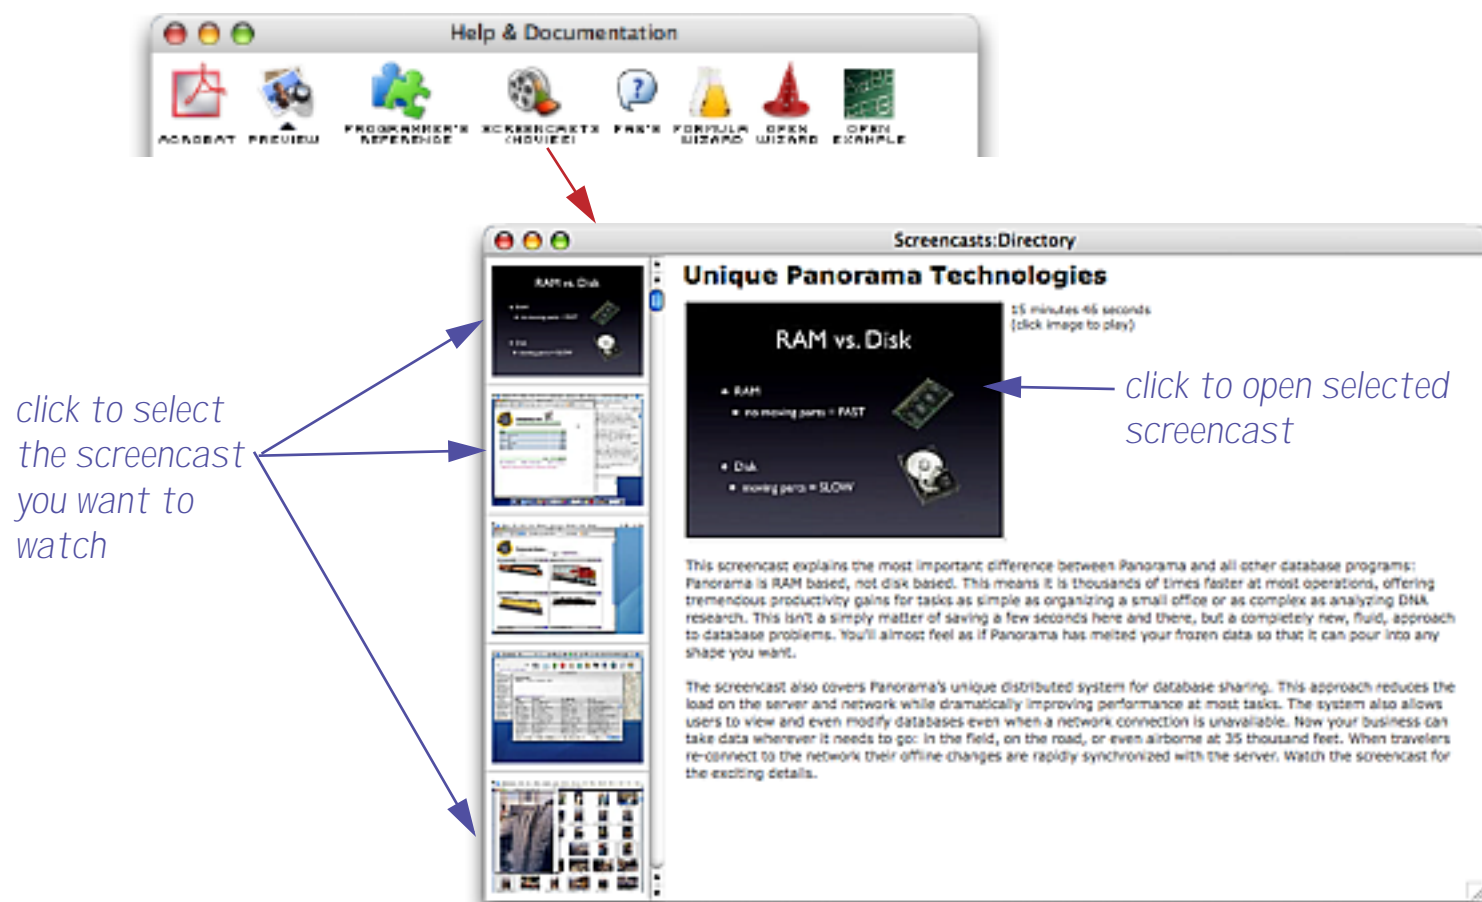 Help & Documentation
ACROBAT
PREVIEW
PROGRAMMER'S
REFERENCE
SCREENCASTS
(MOVIES)
FAQ'S
FORMULA
WIZARD
OPEN
WIZARD
OPEN
EXAMPLE
Screencasts:Directory
RAM vs. Disk
RAM
no moving parts = FAST
Disk
moving parts = SLOW
Unique Panorama Technologies
15 minutes 46 seconds
(click image to play)
RAM vs. Disk
• RAM
• no moving parts = FAST
• Disk
• moving parts = SLOW
click to select
the screencast
you want to
watch
click to open selected
screencast
This screencast explains the most important difference between Panorama and all other database programs:
Panorama is RAM based, not disk based. This means it is thousands of times faster at most operations, offering
tremendous productivity gains for tasks as simple as organizing a small office or as complex as analyzing DNA
research. This isn't a simply matter of saving a few seconds here and there, but a completely new, fluid, approach
to database problems. You'll almost feel as if Panorama has melted your frozen data so that it can pour into any
shape you want.
The screencast also covers Panorama's unique distributed system for database sharing. This approach reduces the
load on the server and network while dramatically improving performance at most tasks. The system also allows
users to view and even modify databases even when a network connection is unavailable. Now your business can
take data wherever it needs to go: in the field, on the road, or even airborne at 35 thousand feet. When travelers
re-connect to the network their offline changes are rapidly synchronized with the server. Watch the screencast for
the exciting details.